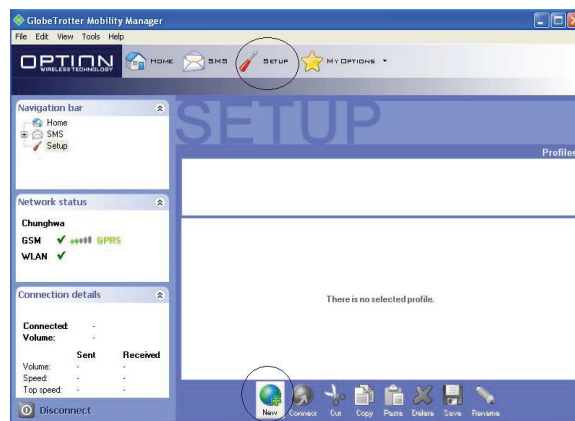 GlobeTrotter Mobility Manager
File Edit View Tools Help
OPTION
WIRELESS TECHNOLOGY
HOME SMS SETUP MY OPTIONS
Navigation bar
Home
SMS
Setup
SETUP
Profiles
Network status
Chunghwa
GSM GPRS
WLAN
Connection details
Connected: -
Volume: -
Sent Received
Volume: - -
Speed: - -
Top speed: - -
Disconnect
There is no selected profile.
New Connect Cut Copy Paste Delete Save Rename